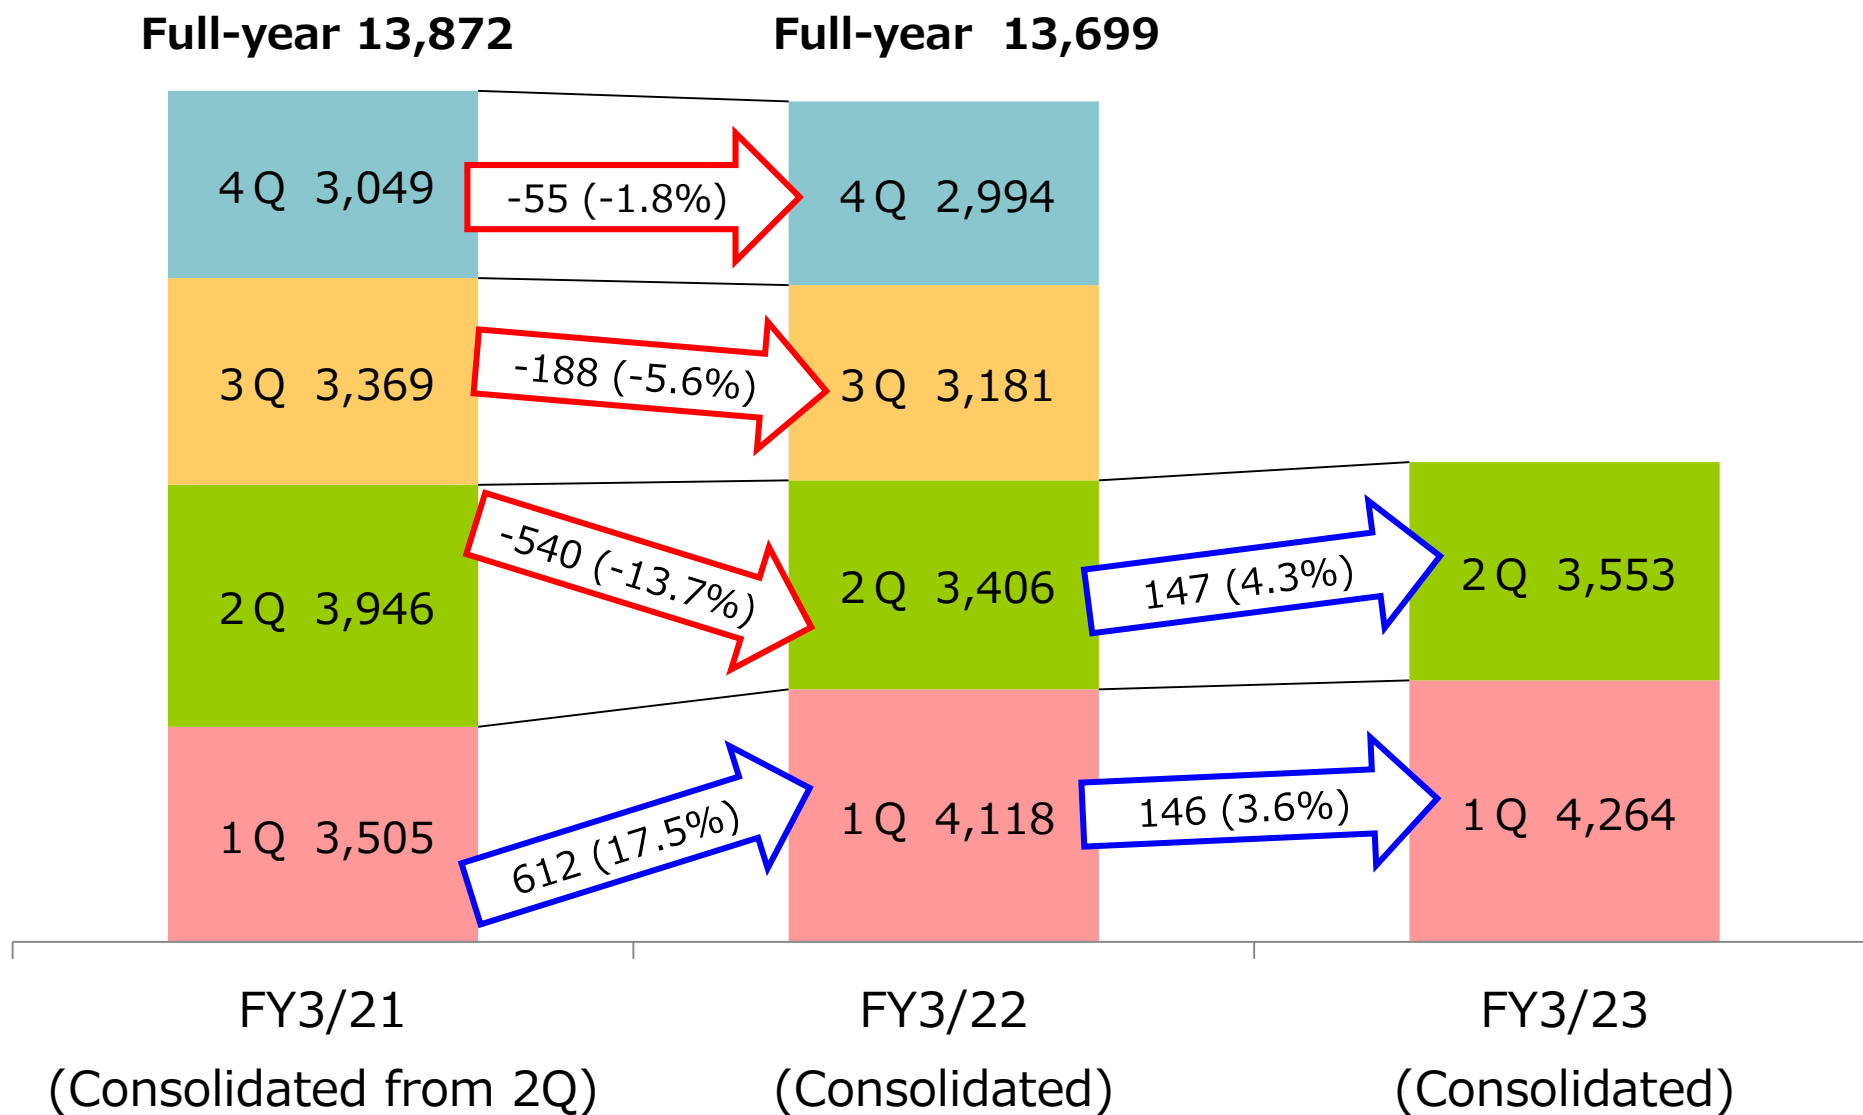 Full-year 13,872
Full-year 13,699
4Q 3,049
-55 (-1.8%)
4Q 2,994
3Q 3,369
-188 (-5.6%)
3Q 3,181
2Q 3,946
-540 (-13.7%)
2Q 3,406
147 (4.3%)
2Q 3,553
1Q 3,505
612 (17.5%)
1Q 4,118
146 (3.6%)
1Q 4,264
FY3/21
(Consolidated from 2Q)
FY3/22
(Consolidated)
FY3/23
(Consolidated)